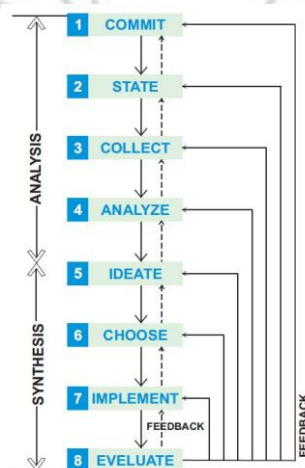 1 COMMIT
2 STATE
3 COLLECT
4 ANALYZE
5 IDEATE
6 CHOOSE
7 IMPLEMENT
FEEDBACK
8 EVELUATE
ANALYSIS
SYNTHESIS
FEEDBACK